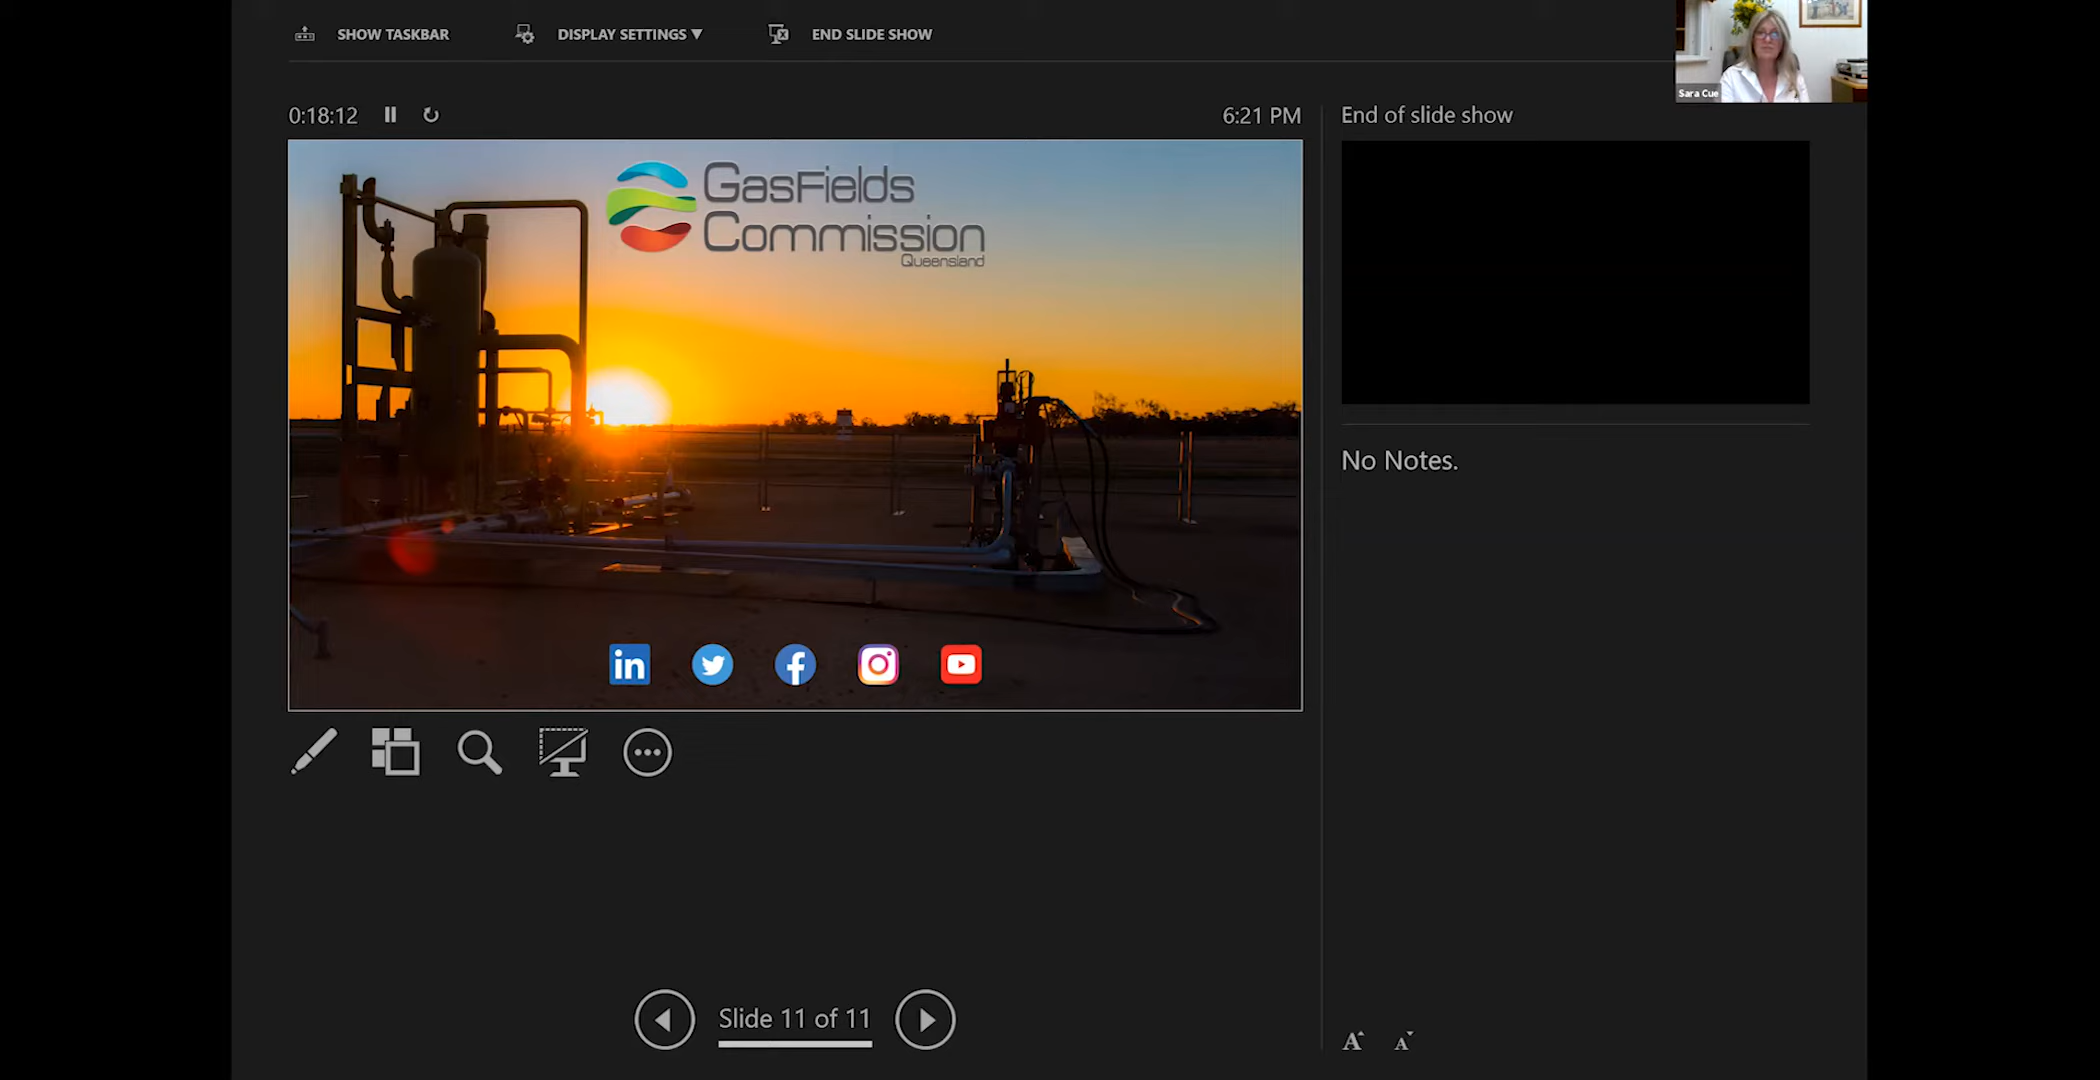 SHOW TASKBAR
DISPLAY SETTINGS ▼
END SLIDE SHOW
Sara Cue
0:18:12
6:21 PM
End of slide show
GasFields
Commission
Queensland
No Notes.
in
Slide 11 of 11
A
A